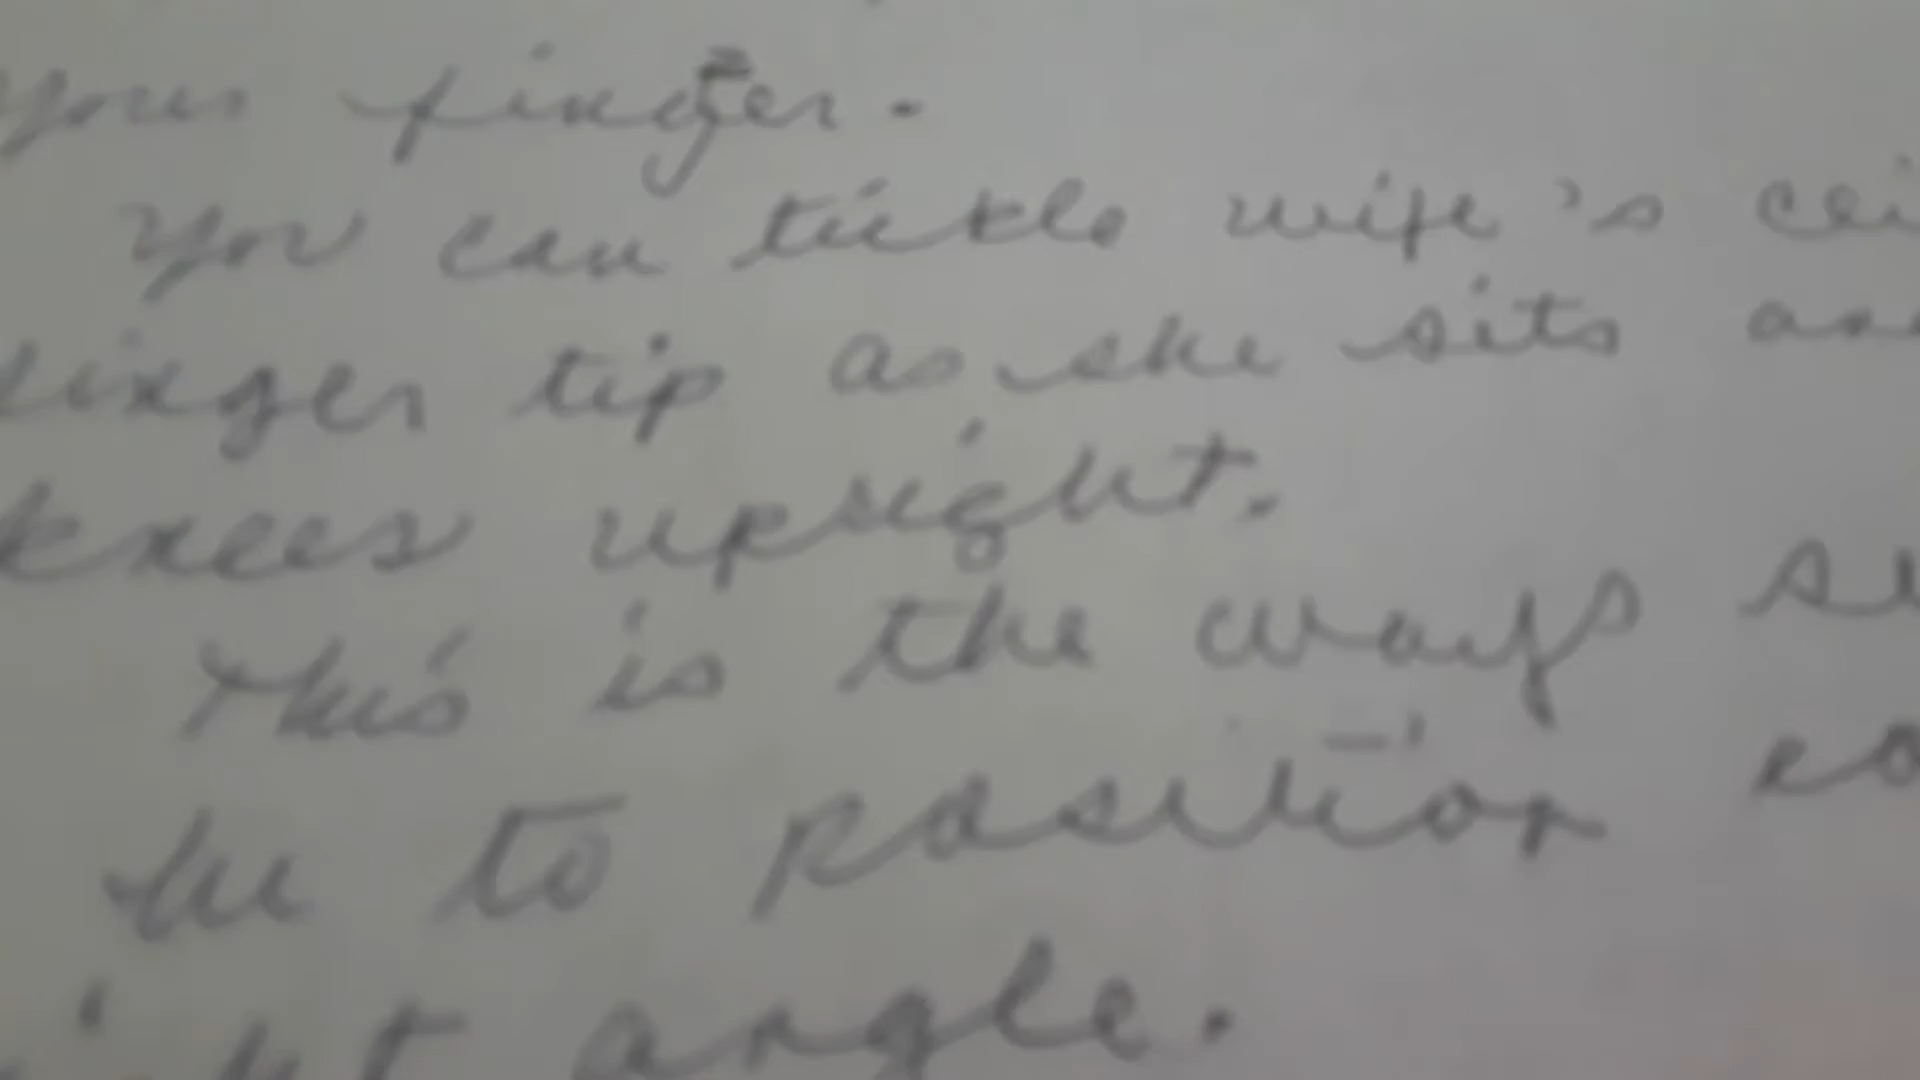 your finger.
You can tickle wife's
finger tip as she sits
knees upright.
This is the ways
be to position
angle.